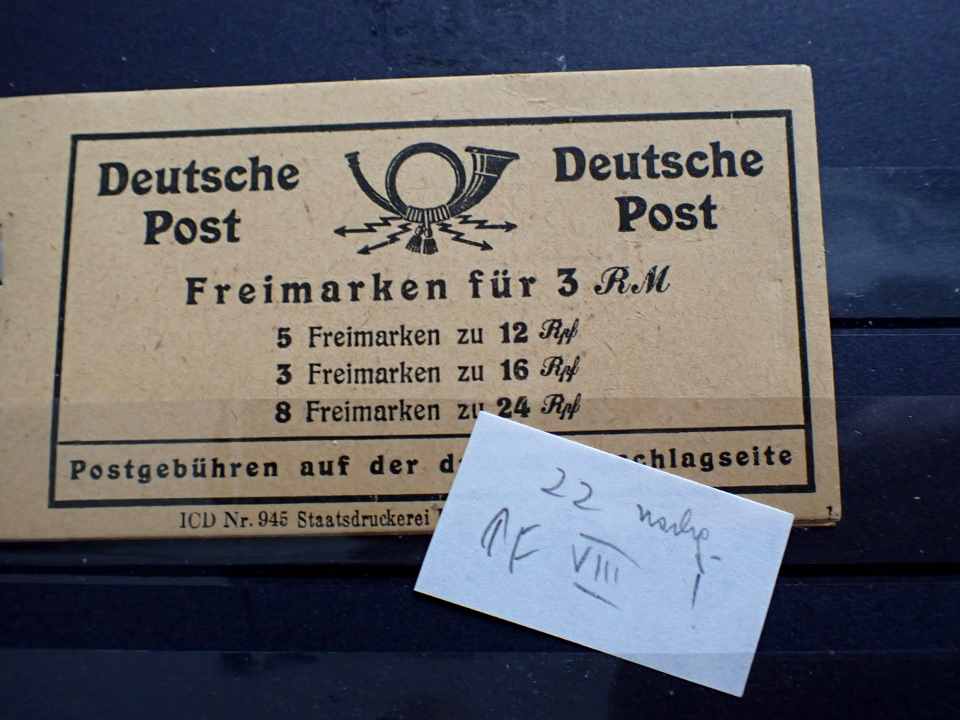 Deutsche Post
Deutsche Post
Freimarken für 3 RM
5 Freimarken zu 12 Rpf
3 Freimarken zu 16 Rpf
8 Freimarken zu 24 Rpf
Postgebühren auf der d schlagseite
ICD Nr. 945 Staatsdruckerei
22
PF VIII !